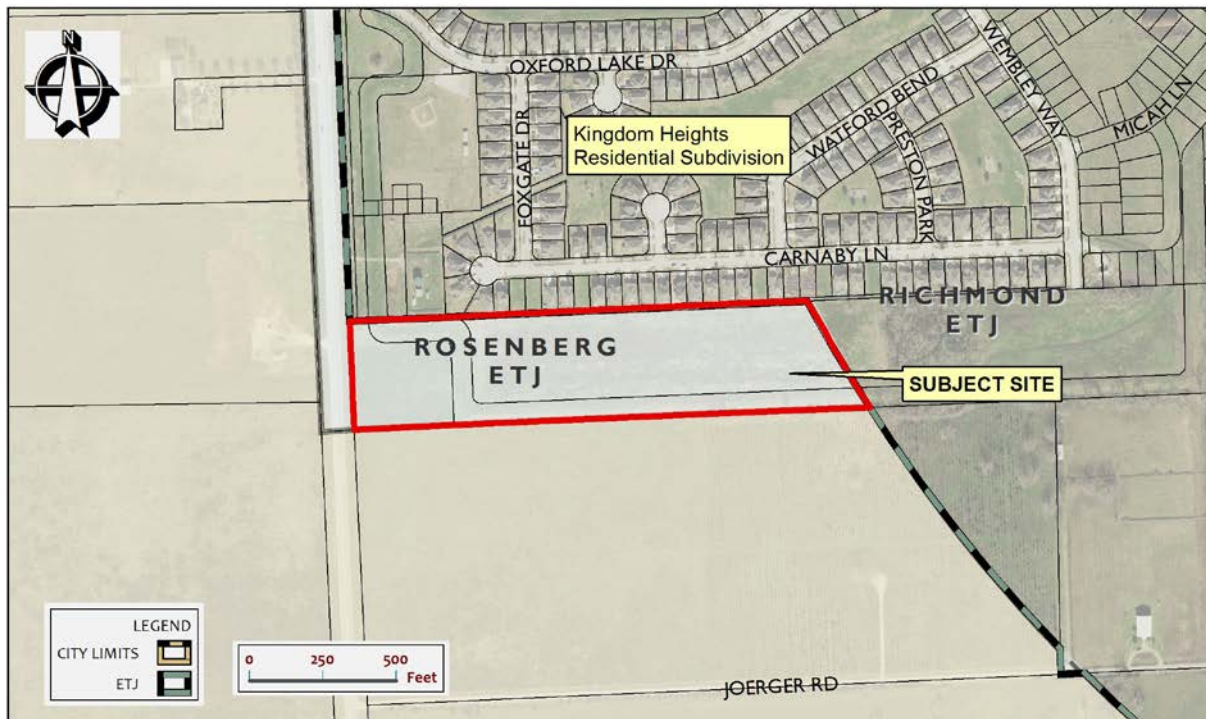 N
OXFORD LAKE DR
FOXGATE DR
Kingdom Heights
Residential Subdivision
WATFORD BEND
PRESTON PARK
WEMBLEY WAY
MICAH LN
CARNABY LN
RICHMOND
ETJ
ROSENBERG
ETJ
SUBJECT SITE
LEGEND
CITY LIMITS
ETJ
0 250 500
Feet
JOERGER RD